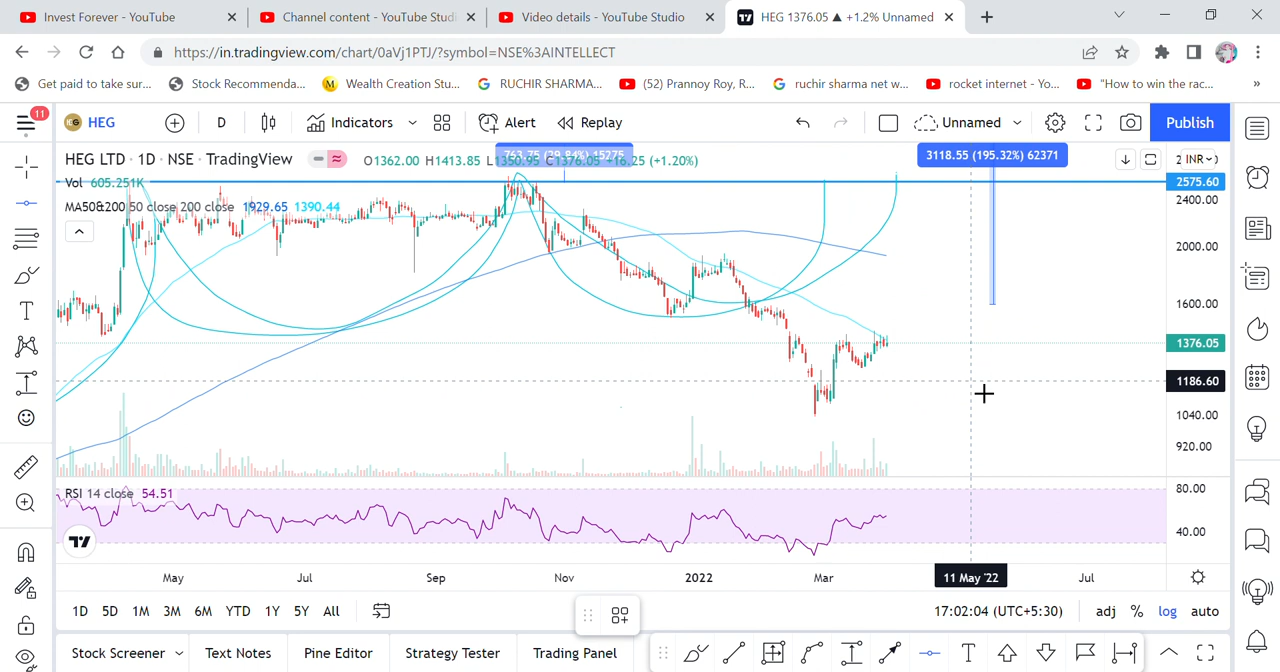 Invest Forever - YouTube
Channel content - YouTube Studi
Video details - YouTube Studio
HEG 1376.05 ▲ +1.2% Unnamed
https://in.tradingview.com/chart/0aVj1PTJ/?symbol=NSE%3AINTELLECT
Get paid to take sur...
Stock Recommenda...
M Wealth Creation Stu...
RUCHIR SHARMA...
(52) Prannoy Roy, R...
ruchir sharma net w...
rocket internet - Yo...
"How to win the rac...
»
11
HEG
D
Indicators
Alert
Replay
Unnamed
Publish
HEG LTD · 1D · NSE · TradingView
O1362.00 H1413.85 L1350.95 C1376.05 +16.25 (+1.20%)
763.75 (29.84%) 15275
3118.55 (195.32%) 62371
2 INR
Vol 605.251K
MA50&200 50 close 200 close 1929.65 1390.44
2575.60
2400.00
2000.00
1600.00
1376.05
1186.60
1040.00
920.00
RSI 14 close 54.51
80.00
40.00
May
Jul
Sep
Nov
2022
Mar
11 May '22
Jul
1D
5D
1M
3M
6M
YTD
1Y
5Y
All
17:02:04 (UTC+5:30)
adj
%
log
auto
Stock Screener
Text Notes
Pine Editor
Strategy Tester
Trading Panel